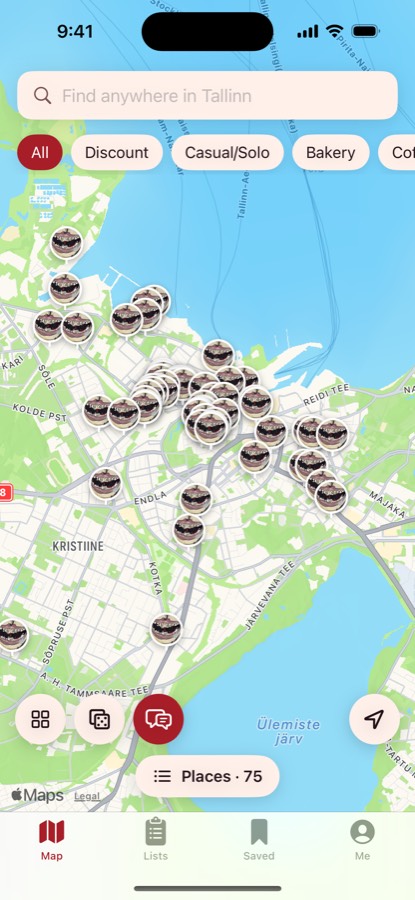 9:41
Find anywhere in Tallinn
All
Discount
Casual/Solo
Bakery
KARI
SÕLE
KOLDE PST
REIDI TEE
NA
8
ENDLA
MAJAKA
KRISTIINE
KOTKA
JÄRVEVANA TEE
SÕPRUSE PST
A. H. TAMMSAARE TEE
Ülemiste
järv
TARTU M
Places · 75
Maps
Legal
Map
Lists
Saved
Me